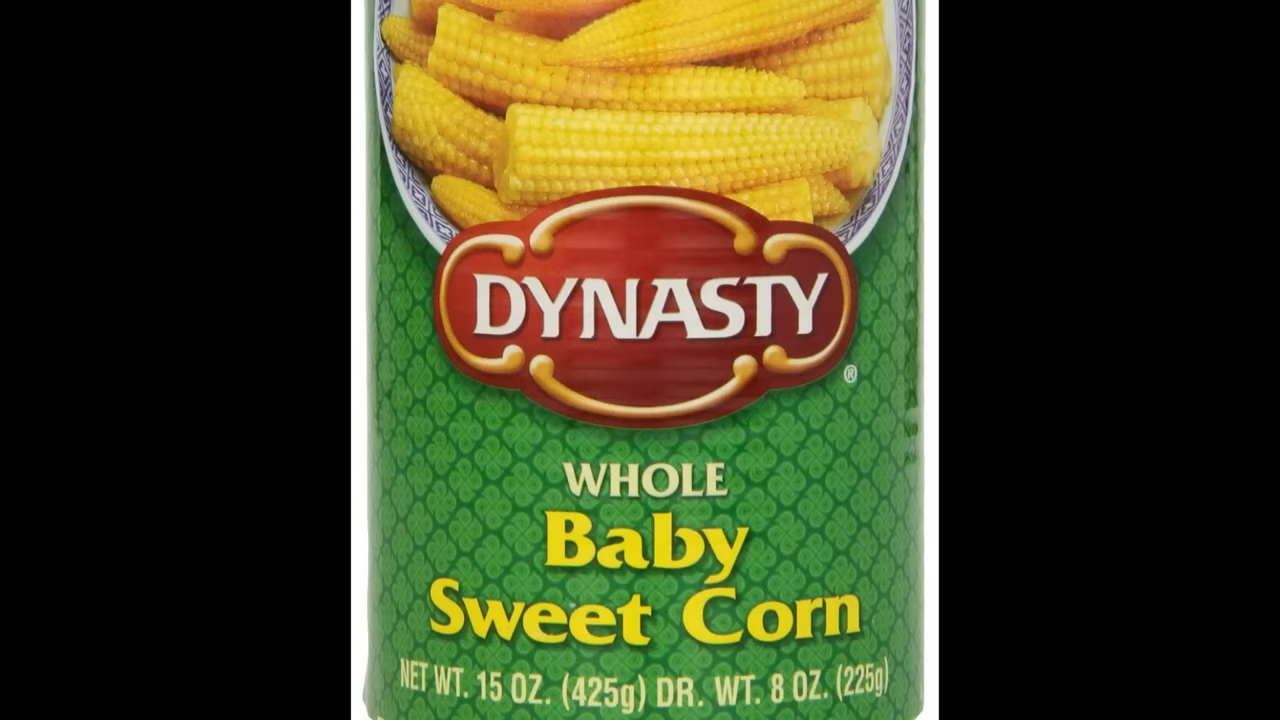 DYNASTY
®
WHOLE
Baby
Sweet Corn
NET WT. 15 OZ. (425g) DR. WT. 8 OZ. (225g)